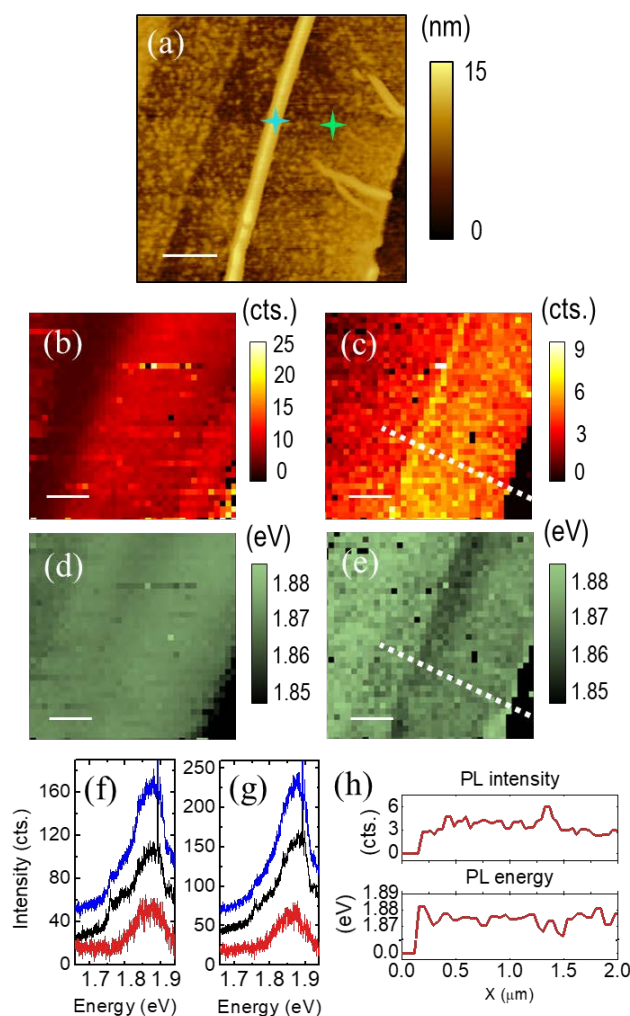 (a)
(nm)
15
0
(b)
(cts.)
25
20
15
10
0
(c)
(cts.)
9
6
3
0
(d)
(eV)
1.88
1.87
1.86
1.85
(e)
(eV)
1.88
1.87
1.86
1.85
(f)
Intensity (cts.)
160
120
80
40
0
1.7 1.8 1.9
Energy (eV)
(g)
250
200
150
100
50
0
1.7 1.8 1.9
Energy (eV)
(h)
PL intensity
(cts.)
6
3
0
PL energy
(eV)
1.89
1.88
1.87
0.0
0.0 0.5 1.0 1.5 2.0
X (μm)